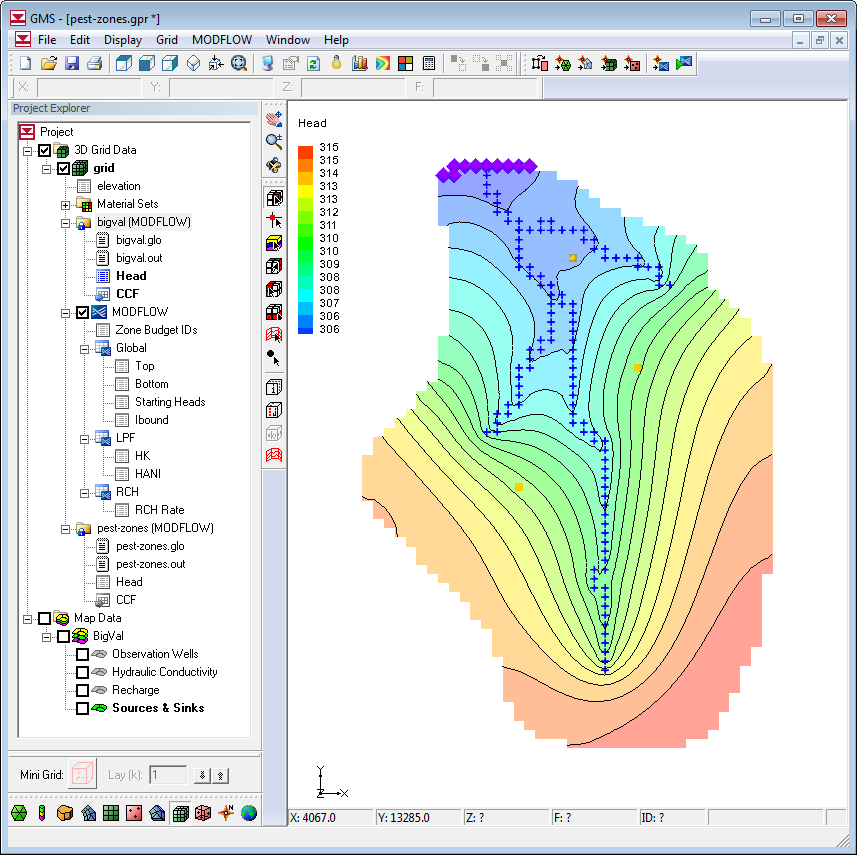 GMS - [pest-zones.gpr *]
File Edit Display Grid MODFLOW Window Help
X: Y: Z: F:
Project Explorer
Project
3D Grid Data
grid
elevation
Material Sets
bigval (MODFLOW)
bigval.glo
bigval.out
Head
CCF
MODFLOW
Zone Budget IDs
Global
Top
Bottom
Starting Heads
Ibound
LPF
HK
HANI
RCH
RCH Rate
pest-zones (MODFLOW)
pest-zones.glo
pest-zones.out
Head
CCF
Map Data
BigVal
Observation Wells
Hydraulic Conductivity
Recharge
Sources & Sinks
Mini Grid: Lay (k): 1
Head
315
315
314
313
313
312
311
310
310
309
308
308
307
306
306
Y
Z X
X: 4067.0 Y: 13285.0 Z: ? F: ? ID: ?